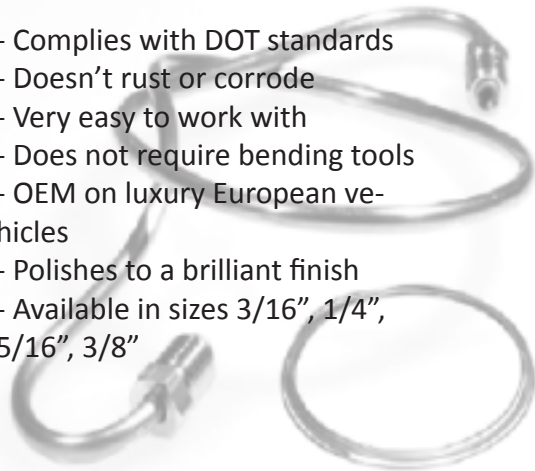 - Complies with DOT standards
- Doesn’t rust or corrode
- Very easy to work with
- Does not require bending tools
- OEM on luxury European ve-
hicles
- Polishes to a brilliant finish
- Available in sizes 3/16”, 1/4”,
5/16”, 3/8”